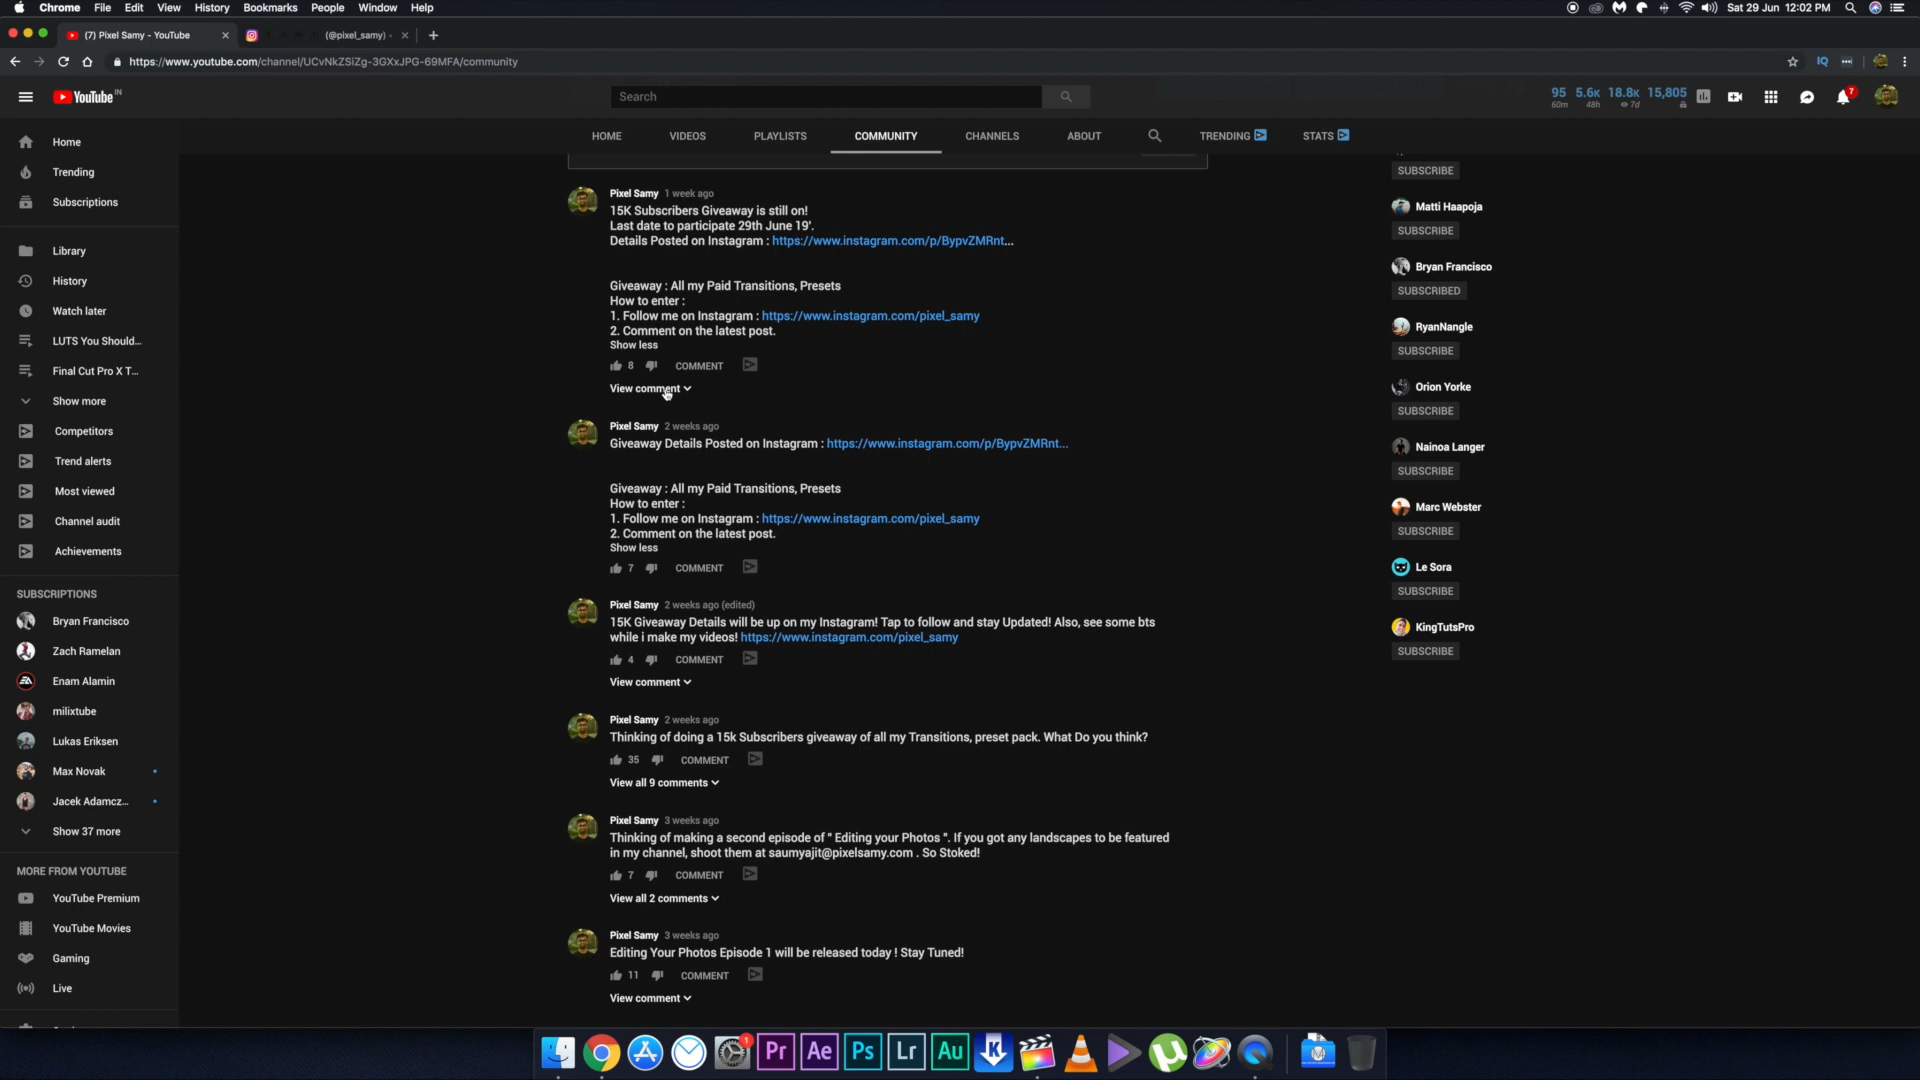 Chrome File Edit View History Bookmarks People Window Help
Sat 29 Jun 12:02 PM
(7) Pixel Samy - YouTube
(@pixel_samy)
https://www.youtube.com/channel/UCvNkZSiZg-3GXxJPG-69MFA/community
YouTube IN
Search
95 60m 5.6K 48h 18.8K 7d 15,805
7
HOME VIDEOS PLAYLISTS COMMUNITY CHANNELS ABOUT TRENDING STATS
Home
Trending
Subscriptions
Library
History
Watch later
LUTS You Should...
Final Cut Pro X T...
Show more
Competitors
Trend alerts
Most viewed
Channel audit
Achievements
SUBSCRIPTIONS
Bryan Francisco
Zach Ramelan
Enam Alamin
milixtube
Lukas Eriksen
Max Novak
Jacek Adamcz...
Show 37 more
MORE FROM YOUTUBE
YouTube Premium
YouTube Movies
Gaming
Live
Pixel Samy 1 week ago
15K Subscribers Giveaway is still on!
Last date to participate 29th June 19'.
Details Posted on Instagram : https://www.instagram.com/p/BypvZMRnt...
Giveaway : All my Paid Transitions, Presets
How to enter :
1. Follow me on Instagram : https://www.instagram.com/pixel_samy
2. Comment on the latest post.
Show less
8 COMMENT
View comment
Pixel Samy 2 weeks ago
Giveaway Details Posted on Instagram : https://www.instagram.com/p/BypvZMRnt...
Giveaway : All my Paid Transitions, Presets
How to enter :
1. Follow me on Instagram : https://www.instagram.com/pixel_samy
2. Comment on the latest post.
Show less
7 COMMENT
Pixel Samy 2 weeks ago (edited)
15K Giveaway Details will be up on my Instagram! Tap to follow and stay Updated! Also, see some bts
while i make my videos! https://www.instagram.com/pixel_samy
4 COMMENT
View comment
Pixel Samy 2 weeks ago
Thinking of doing a 15k Subscribers giveaway of all my Transitions, preset pack. What Do you think?
35 COMMENT
View all 9 comments
Pixel Samy 3 weeks ago
Thinking of making a second episode of " Editing your Photos ". If you got any landscapes to be featured
in my channel, shoot them at saumyajit@pixelsamy.com . So Stoked!
7 COMMENT
View all 2 comments
Pixel Samy 3 weeks ago
Editing Your Photos Episode 1 will be released today ! Stay Tuned!
11 COMMENT
View comment
SUBSCRIBE
Matti Haapoja
SUBSCRIBE
Bryan Francisco
SUBSCRIBED
RyanNangle
SUBSCRIBE
Orion Yorke
SUBSCRIBE
Nainoa Langer
SUBSCRIBE
Marc Webster
SUBSCRIBE
Le Sora
SUBSCRIBE
KingTutsPro
SUBSCRIBE
1 Pr Ae Ps Lr Au K